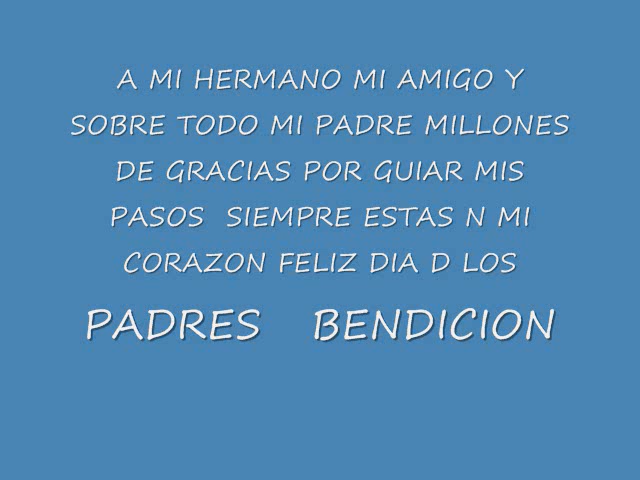 A MI HERMANO MI AMIGO Y
SOBRE TODO MI PADRE MILLONES
DE GRACIAS POR GUIAR MIS
PASOS  SIEMPRE ESTAS N MI
CORAZON FELIZ DIA D LOS
PADRES   BENDICION